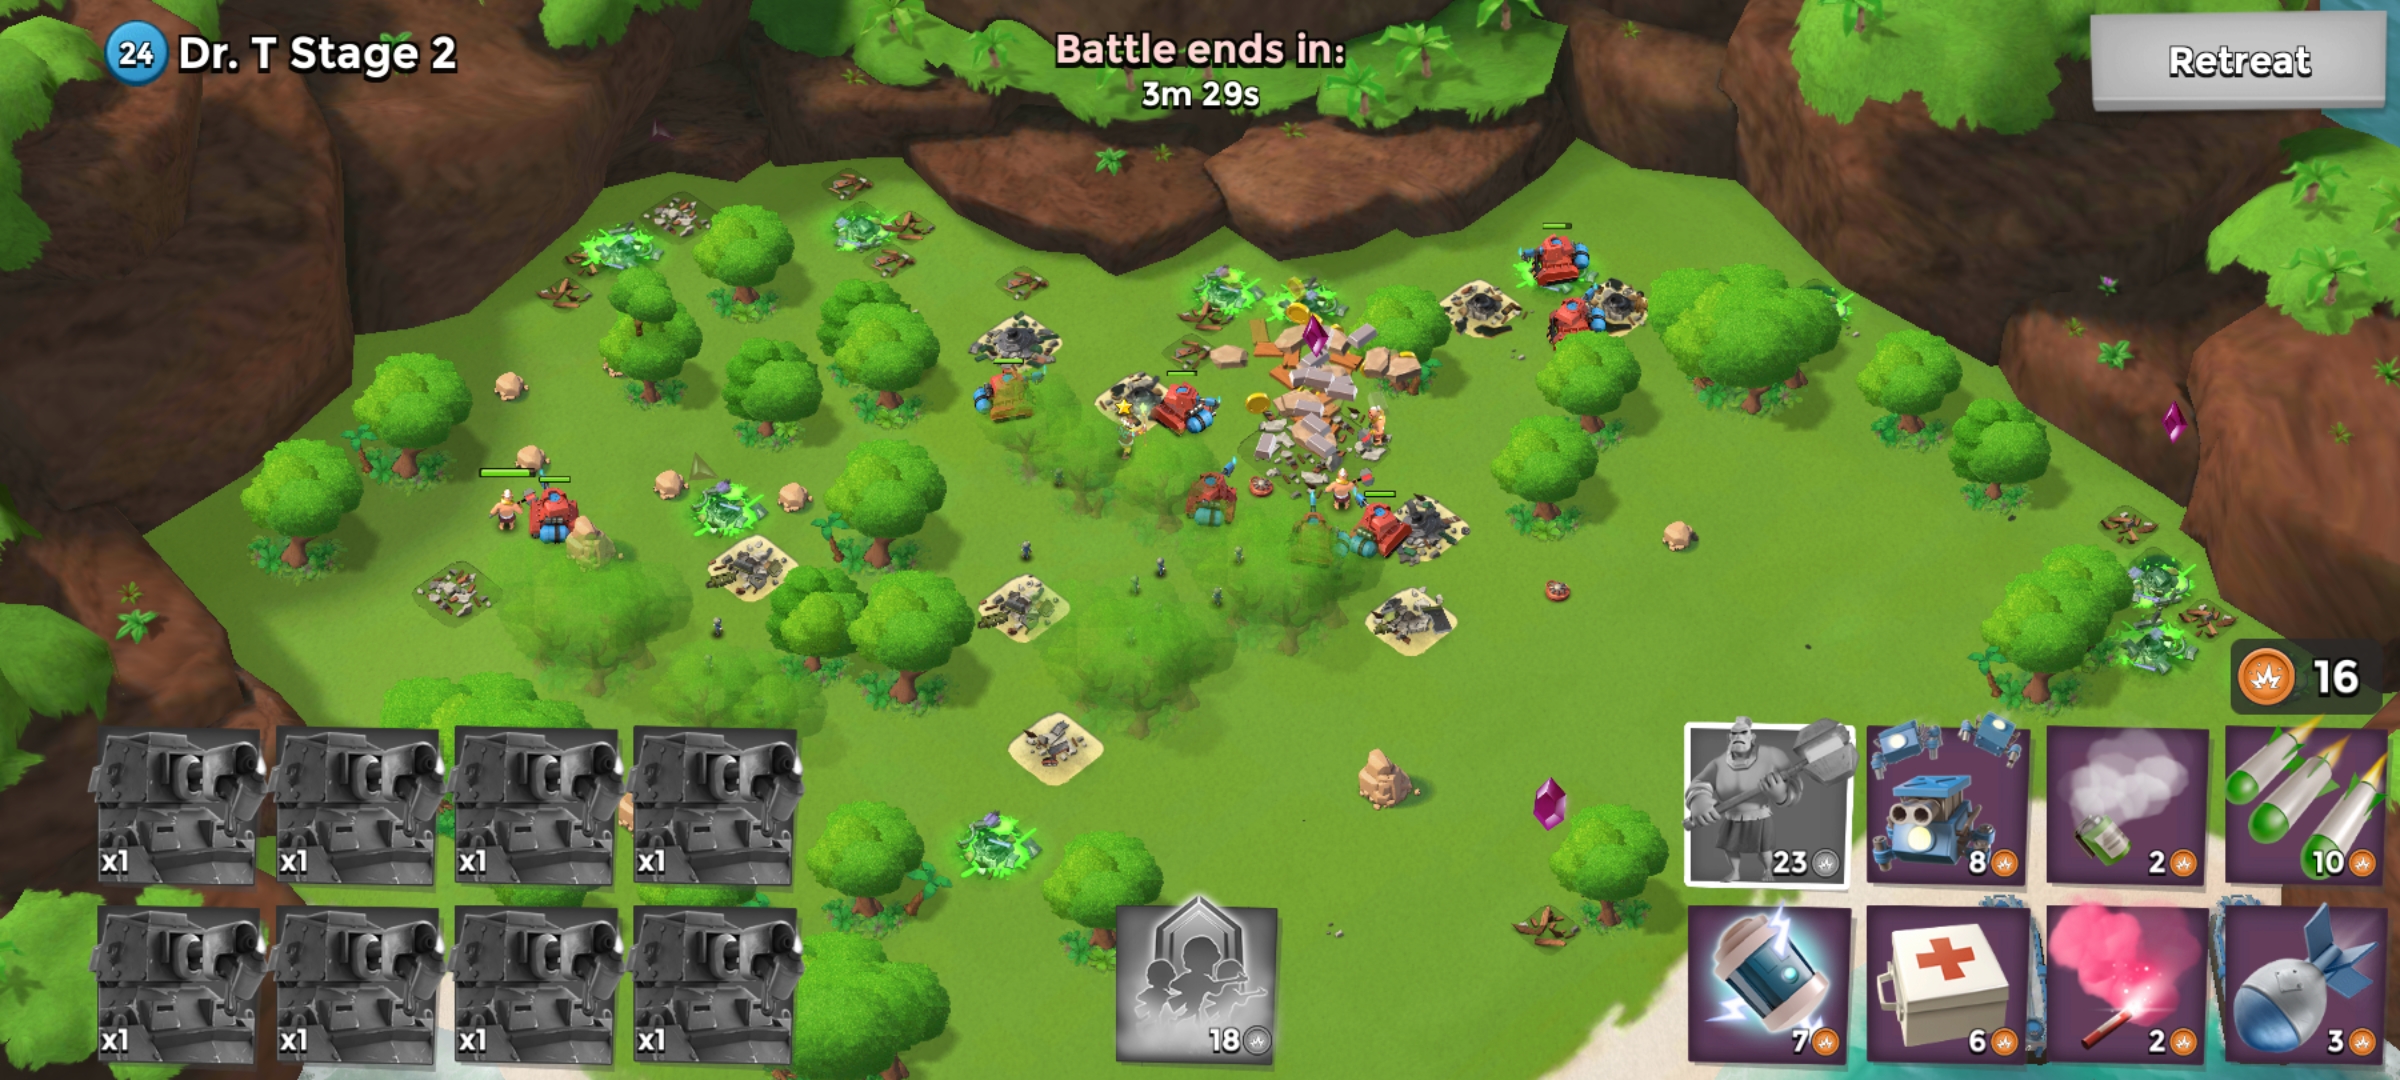 24 Dr. T Stage 2
Battle ends in:
3m 29s
Retreat
16
x1 x1 x1 x1
23 8 2 10
x1 x1 x1 x1
18
7 6 2 3